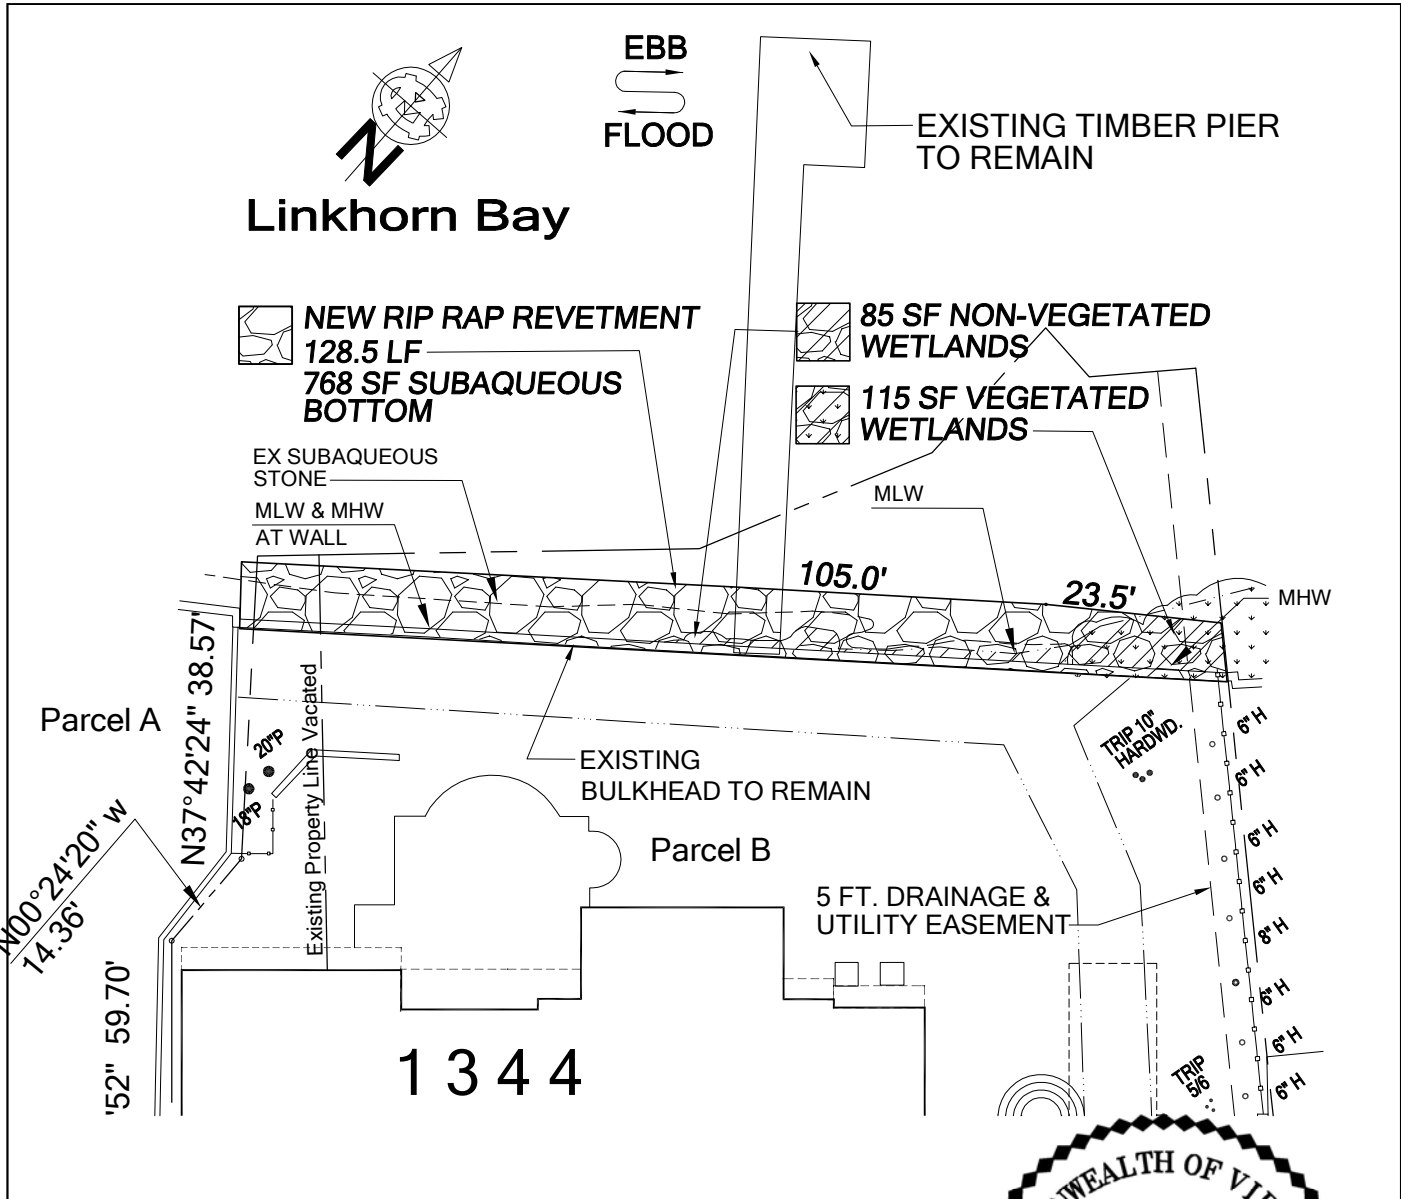 EBB
FLOOD
N
EXISTING TIMBER PIER
TO REMAIN
Linkhorn Bay
NEW RIP RAP REVETMENT
128.5 LF
768 SF SUBAQUEOUS
BOTTOM
85 SF NON-VEGETATED
WETLANDS
115 SF VEGETATED
WETLANDS
EX SUBAQUEOUS
STONE
MLW & MHW
AT WALL
MLW
105.0'
23.5'
MHW
Parcel A
N37°42'24" 38.57'
Existing Property Line Vacated
20"P
18"P
EXISTING
BULKHEAD TO REMAIN
Parcel B
TRIP 10"
HARDWD.
6" H
6" H
6" H
6" H
8" H
6" H
6" H
6" H
5 FT. DRAINAGE &
UTILITY EASEMENT
N00°24'20" W
14.36'
'52" 59.70'
1344
TRIP
5/6
WEALTH OF VI